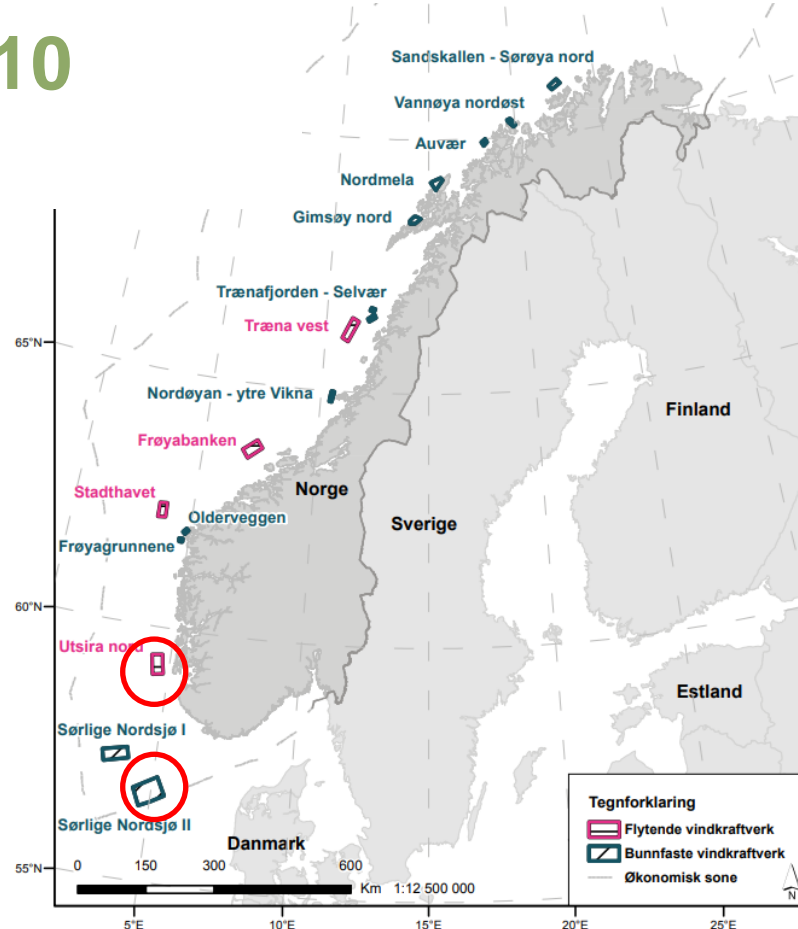 10
Sandskallen - Sørøya nord
Vannøya nordøst
Auvær
Nordmela
Gimsøy nord
Trænafjorden - Selvær
Træna vest
65°N
Nordøyan - ytre Vikna
Finland
Frøyabanken
Stadthavet
Norge
Olderveggen
Sverige
Frøyagrunnene
60°N
Utsira nord
Estland
Sørlige Nordsjø I
Sørlige Nordsjø II
Danmark
Tegnforklaring
Flytende vindkraftverk
Bunnfaste vindkraftverk
Økonomisk sone
N
55°N
0 150 300 600
Km 1:12 500 000
5°E 10°E 15°E 20°E 25°E